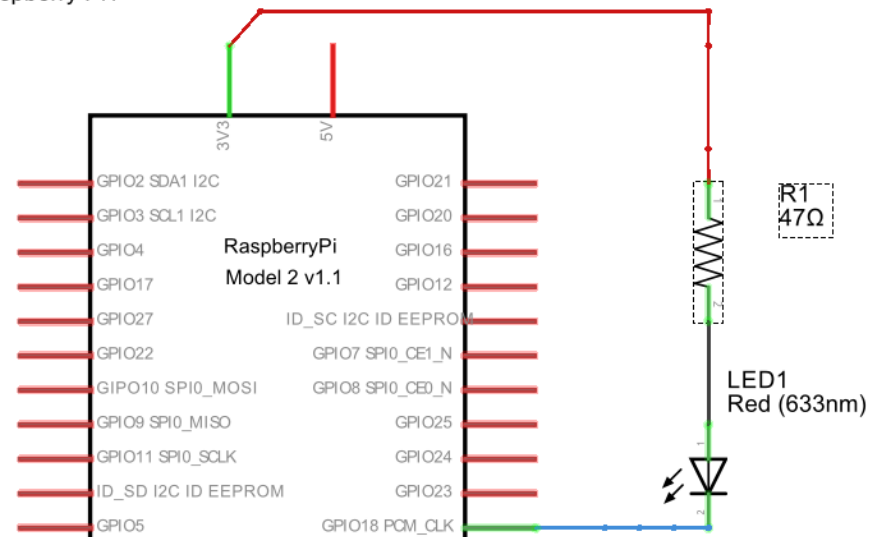 3V3
5V
GPIO2 SDA1 I2C
GPIO21
R1
47Ω
1
GPIO3 SCL1 I2C
GPIO20
GPIO4
RaspberryPi
GPIO16
Model 2 v1.1
GPIO17
GPIO12
2
GPIO27
ID_SC I2C ID EEPROM
GPIO22
GPIO7 SPI0_CE1_N
GIPO10 SPI0_MOSI
GPIO8 SPI0_CE0_N
LED1
Red (633nm)
GPIO9 SPI0_MISO
GPIO25
1
GPIO11 SPI0_SCLK
GPIO24
ID_SD I2C ID EEPROM
GPIO23
2
GPIO5
GPIO18 PCM_CLK